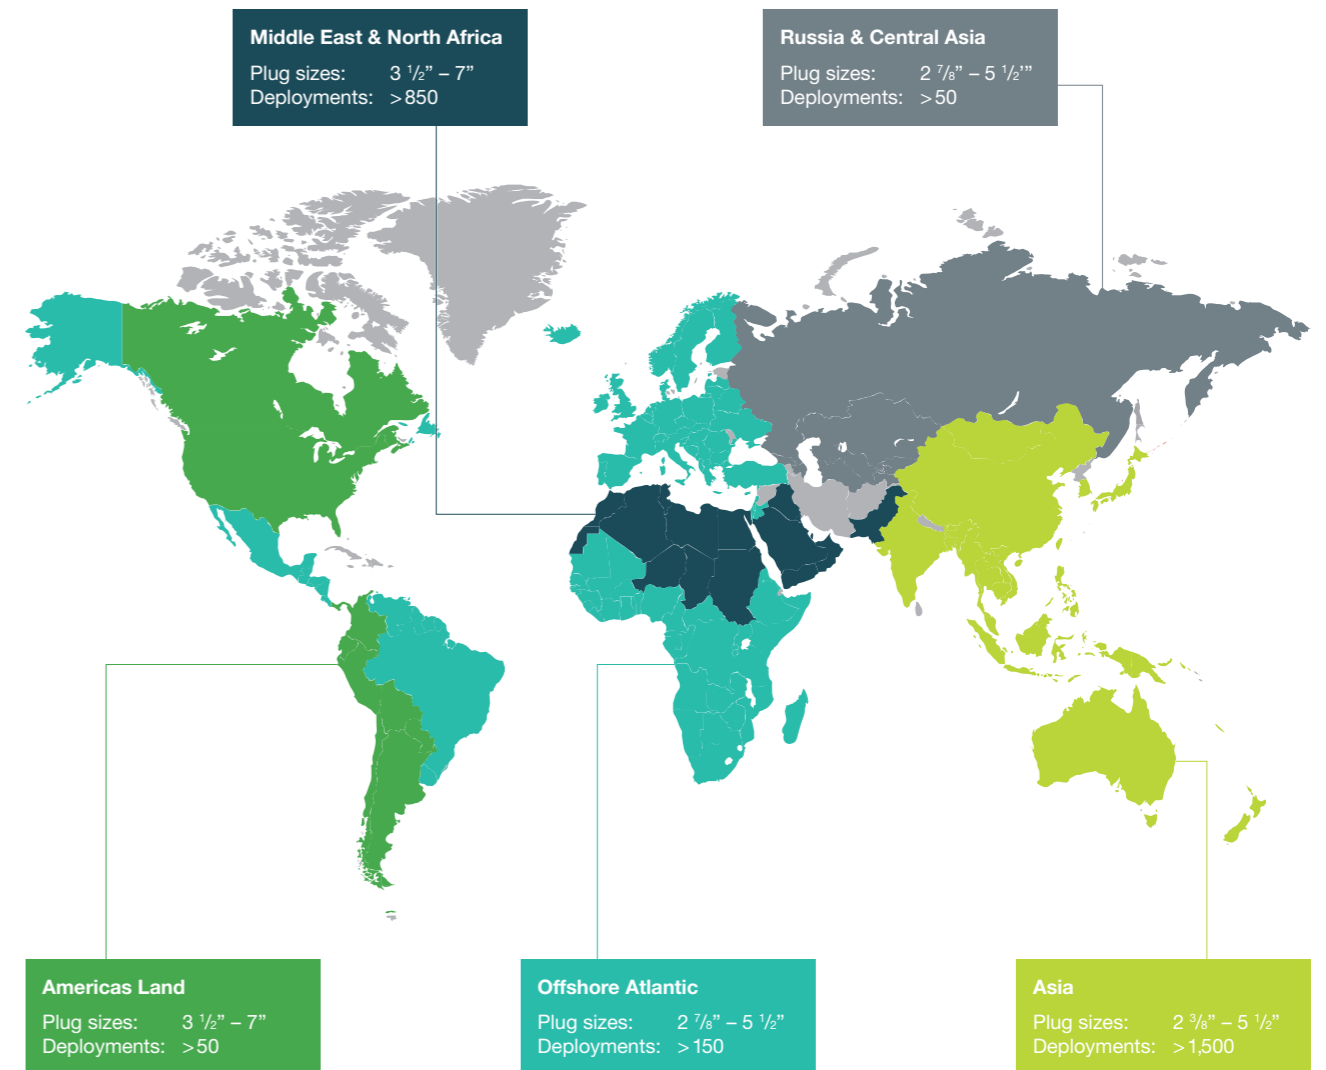 Middle East & North Africa
Plug sizes: 3 1/2” – 7”
Deployments: >850
Russia & Central Asia
Plug sizes: 2 7/8” – 5 1/2’”
Deployments: >50
Americas Land
Plug sizes: 3 1/2” – 7”
Deployments: >50
Offshore Atlantic
Plug sizes: 2 7/8” – 5 1/2”
Deployments: >150
Asia
Plug sizes: 2 3/8” – 5 1/2”
Deployments: >1,500